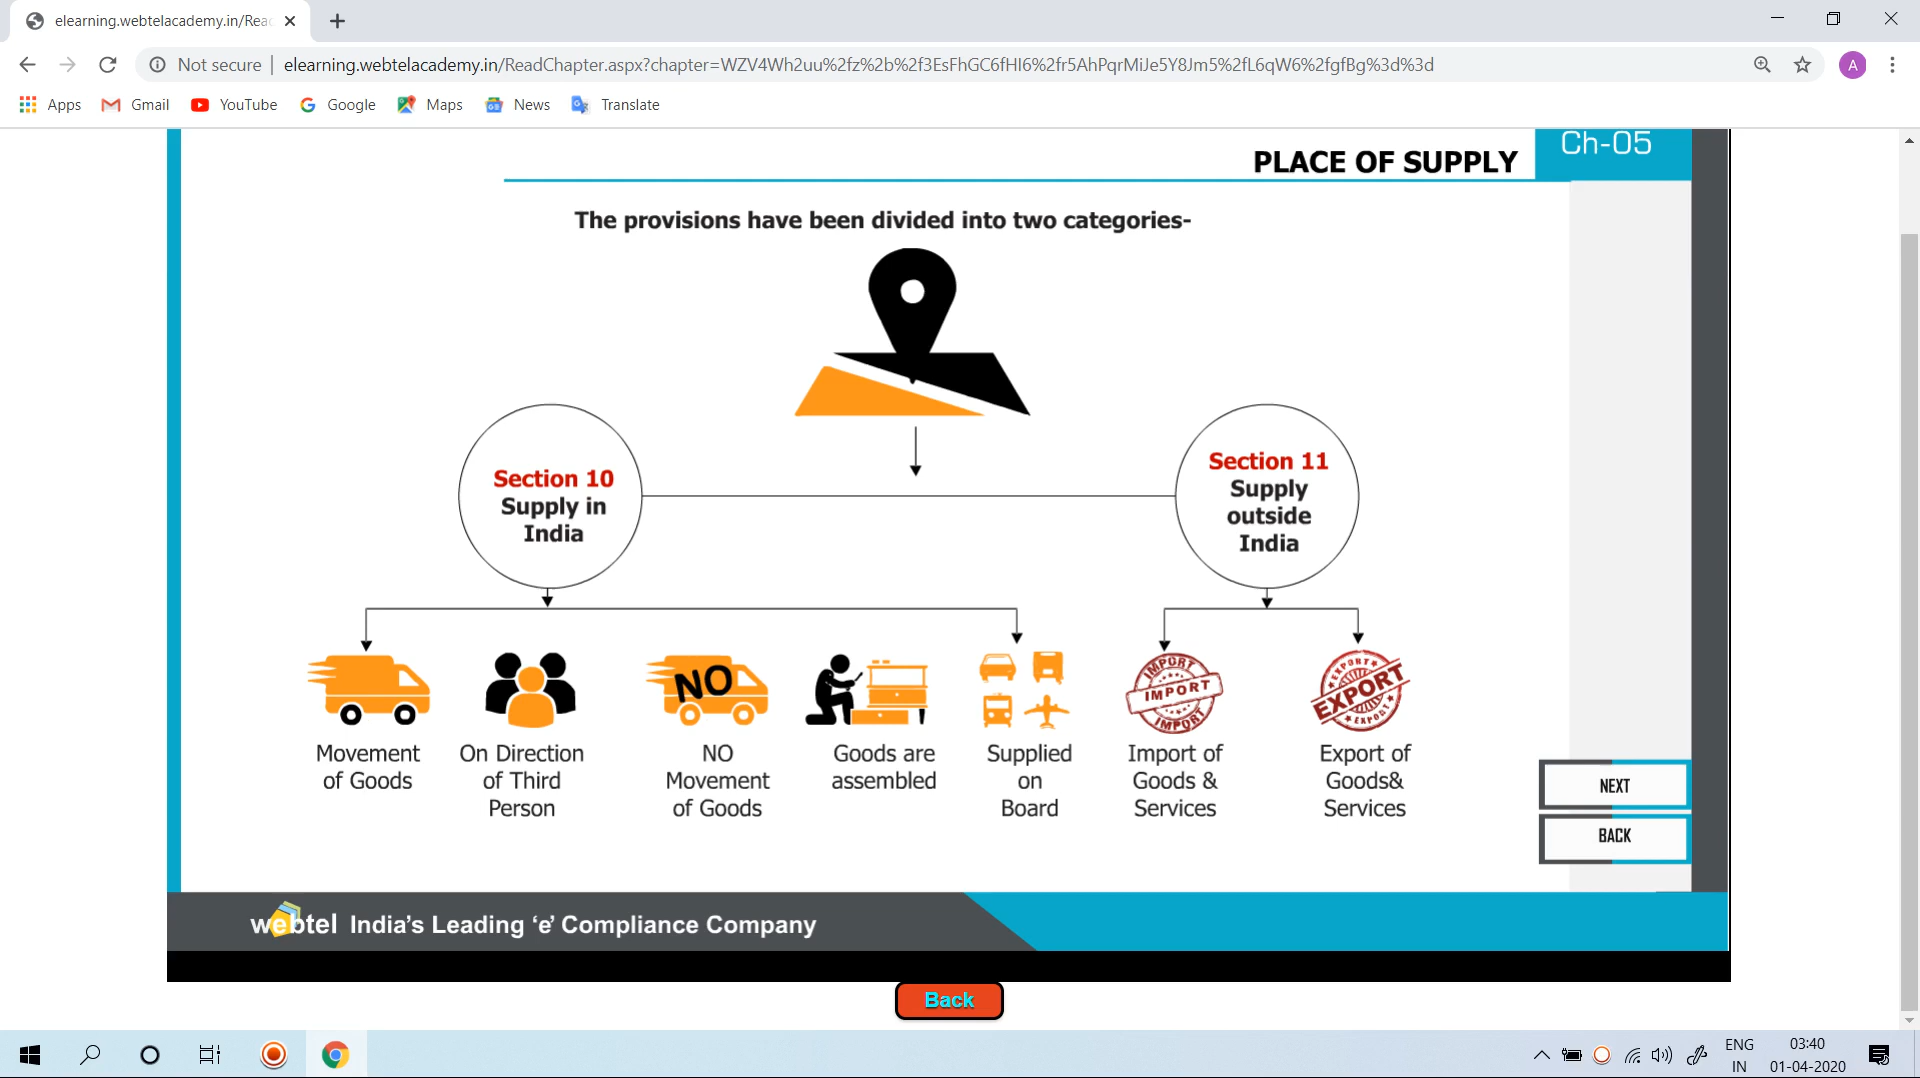 elearning.webtelacademy.in/Read
Not secure | elearning.webtelacademy.in/ReadChapter.aspx?chapter=WZV4Wh2uu%2fz%2b%2f3EsFhGC6fHI6%2fr5AhPqrMiJe5Y8Jm5%2fL6qW6%2fgfBg%3d%3d
A
Apps Gmail YouTube Google Maps News Translate
Ch-05
PLACE OF SUPPLY
The provisions have been divided into two categories-
Section 10
Supply in
India
Section 11
Supply
outside
India
NO
IMPORT
IMPORT
IMPORT
EXPORT
EXPORT
EXPORT
Movement
of Goods
On Direction
of Third
Person
NO
Movement
of Goods
Goods are
assembled
Supplied
on
Board
Import of
Goods &
Services
Export of
Goods&
Services
NEXT
BACK
webtel India's Leading 'e' Compliance Company
Back
ENG
IN
03:40
01-04-2020